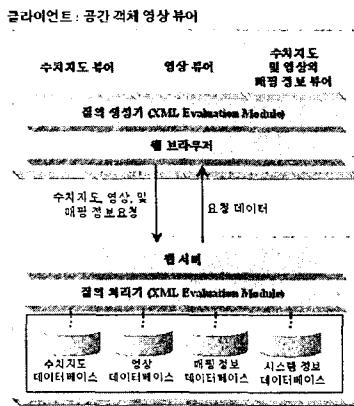 클라이언트 : 공간 객체 영상 뷰어
수치지도 뷰어
영상 뷰어
수치지도
및 영상의
매핑 정보 뷰어
질의 생성기 (XML Evaluation Module)
웹 브라우저
수치지도, 영상, 및
매핑 정보요청
요청 데이터
웹 서버
질의 처리기 (XML Evaluation Module)
수치지도
데이터베이스
영상
데이터베이스
매핑 정보
데이터베이스
시스템 정보
데이터베이스